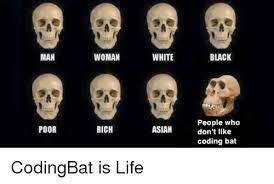 MAN WOMAN WHITE BLACK
POOR RICH ASIAN People who
don't like
coding bat
CodingBat is Life